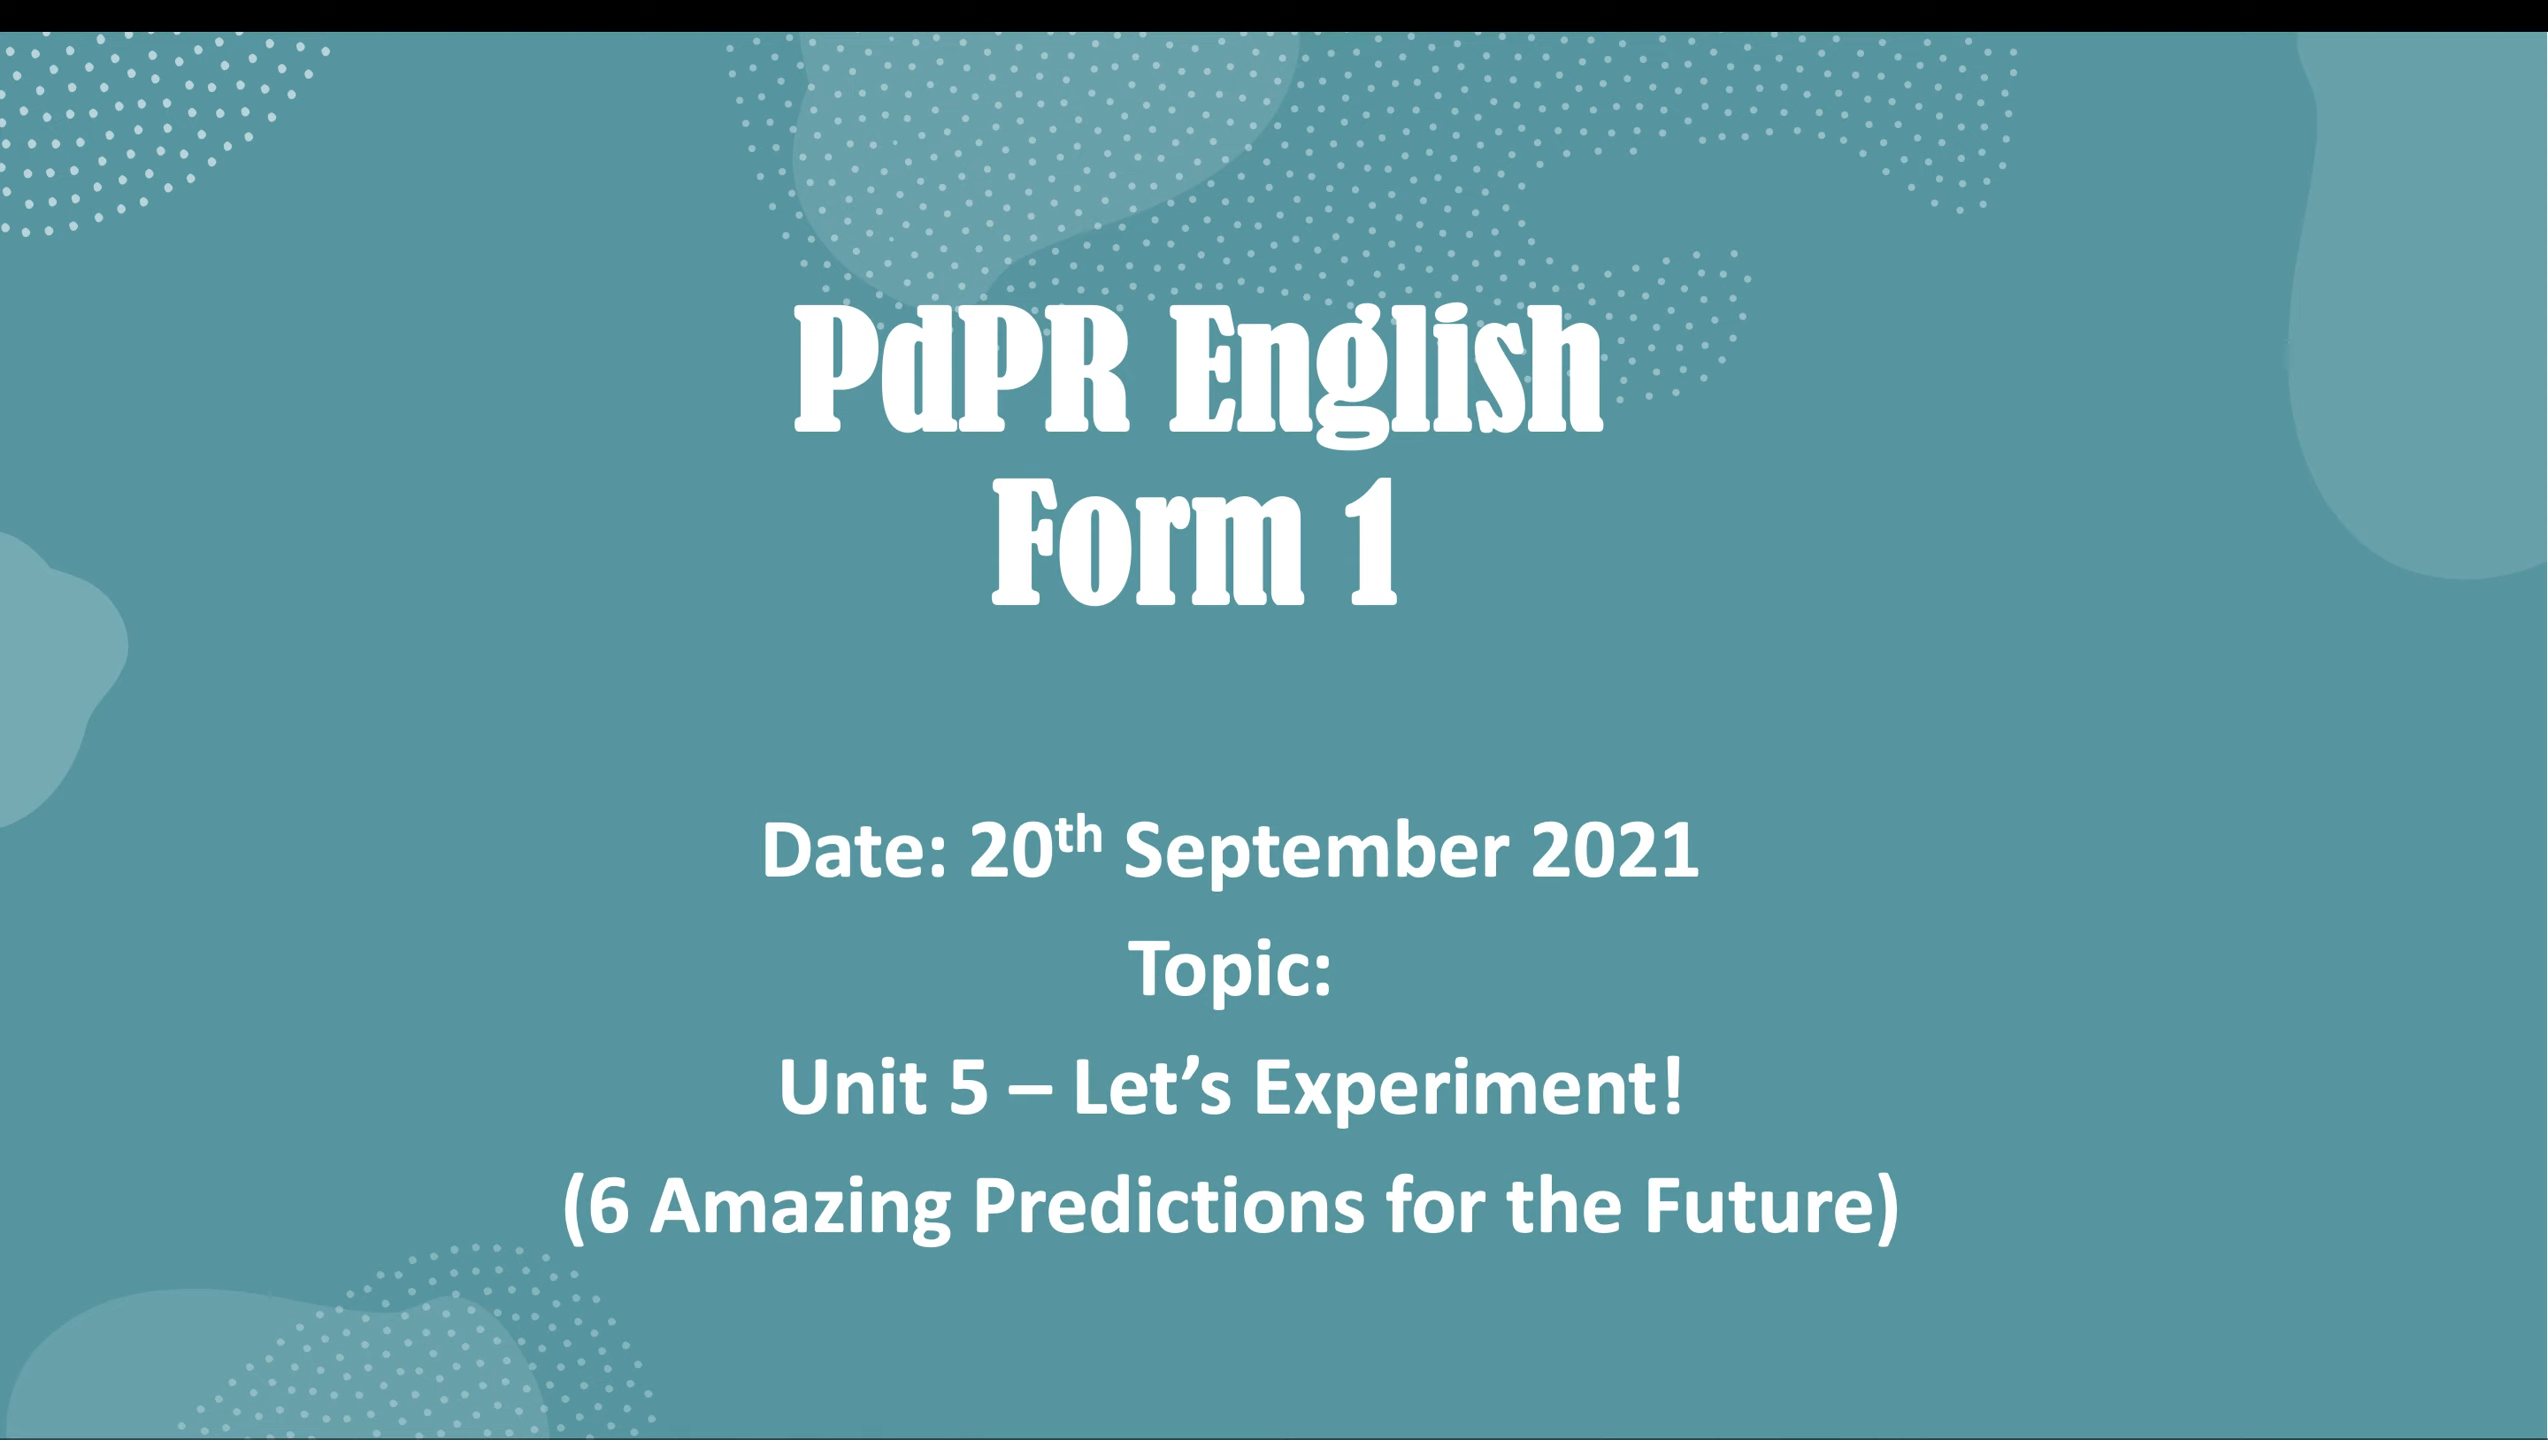 PdPR English
Form 1
Date: 20th September 2021
Topic:
Unit 5 – Let’s Experiment!
(6 Amazing Predictions for the Future)